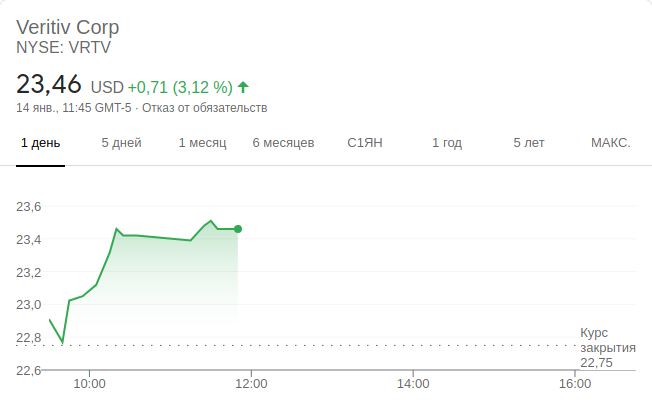 Veritiv Corp
NYSE: VRTV
23,46 USD +0,71 (3,12 %)
14 янв., 11:45 GMT-5 · Отказ от обязательств
1 день 5 дней 1 месяц 6 месяцев С1ЯН 1 год 5 лет МАКС.
23,6
23,4
23,2
23,0
22,8
22,6
Курс
закрытия
22,75
10:00 12:00 14:00 16:00